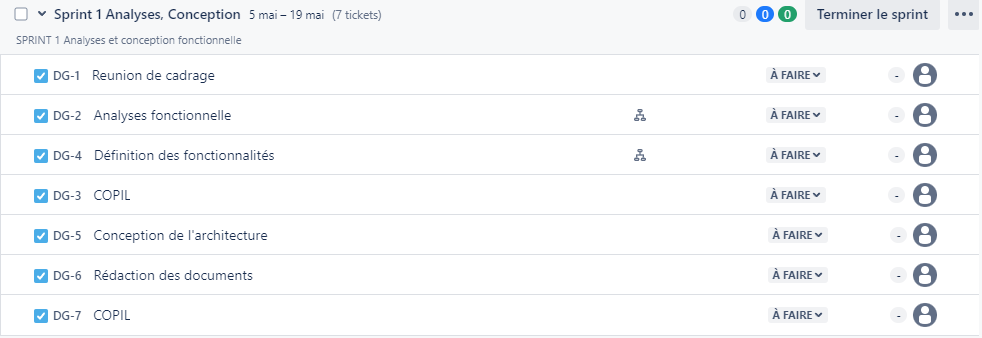 Sprint 1 Analyses, Conception 5 mai – 19 mai (7 tickets) 0 0 0 Terminer le sprint
SPRINT 1 Analyses et conception fonctionnelle
DG-1 Reunion de cadrage À FAIRE -
DG-2 Analyses fonctionnelle À FAIRE -
DG-4 Définition des fonctionnalités À FAIRE -
DG-3 COPIL À FAIRE -
DG-5 Conception de l'architecture À FAIRE -
DG-6 Rédaction des documents À FAIRE -
DG-7 COPIL À FAIRE -